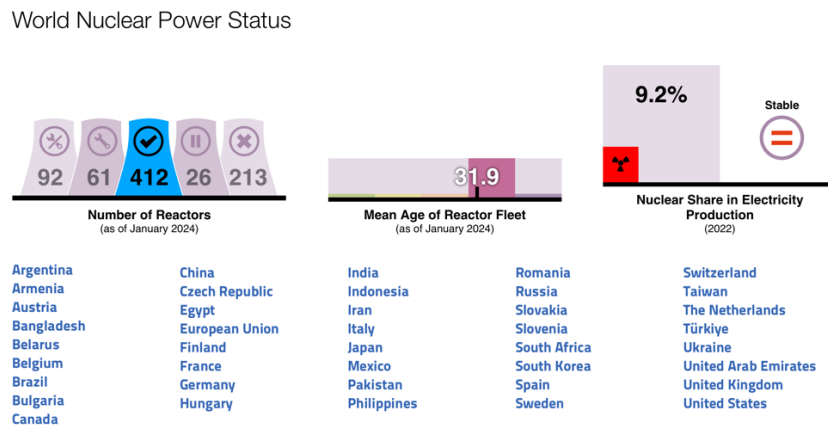 World Nuclear Power Status
92 61 412 26 213
Number of Reactors
(as of January 2024)
31.9
Mean Age of Reactor Fleet
(as of January 2024)
9.2%
Stable
Nuclear Share in Electricity
Production
(2022)
Argentina
Armenia
Austria
Bangladesh
Belarus
Belgium
Brazil
Bulgaria
Canada
China
Czech Republic
Egypt
European Union
Finland
France
Germany
Hungary
India
Indonesia
Iran
Italy
Japan
Mexico
Pakistan
Philippines
Romania
Russia
Slovakia
Slovenia
South Africa
South Korea
Spain
Sweden
Switzerland
Taiwan
The Netherlands
Türkiye
Ukraine
United Arab Emirates
United Kingdom
United States